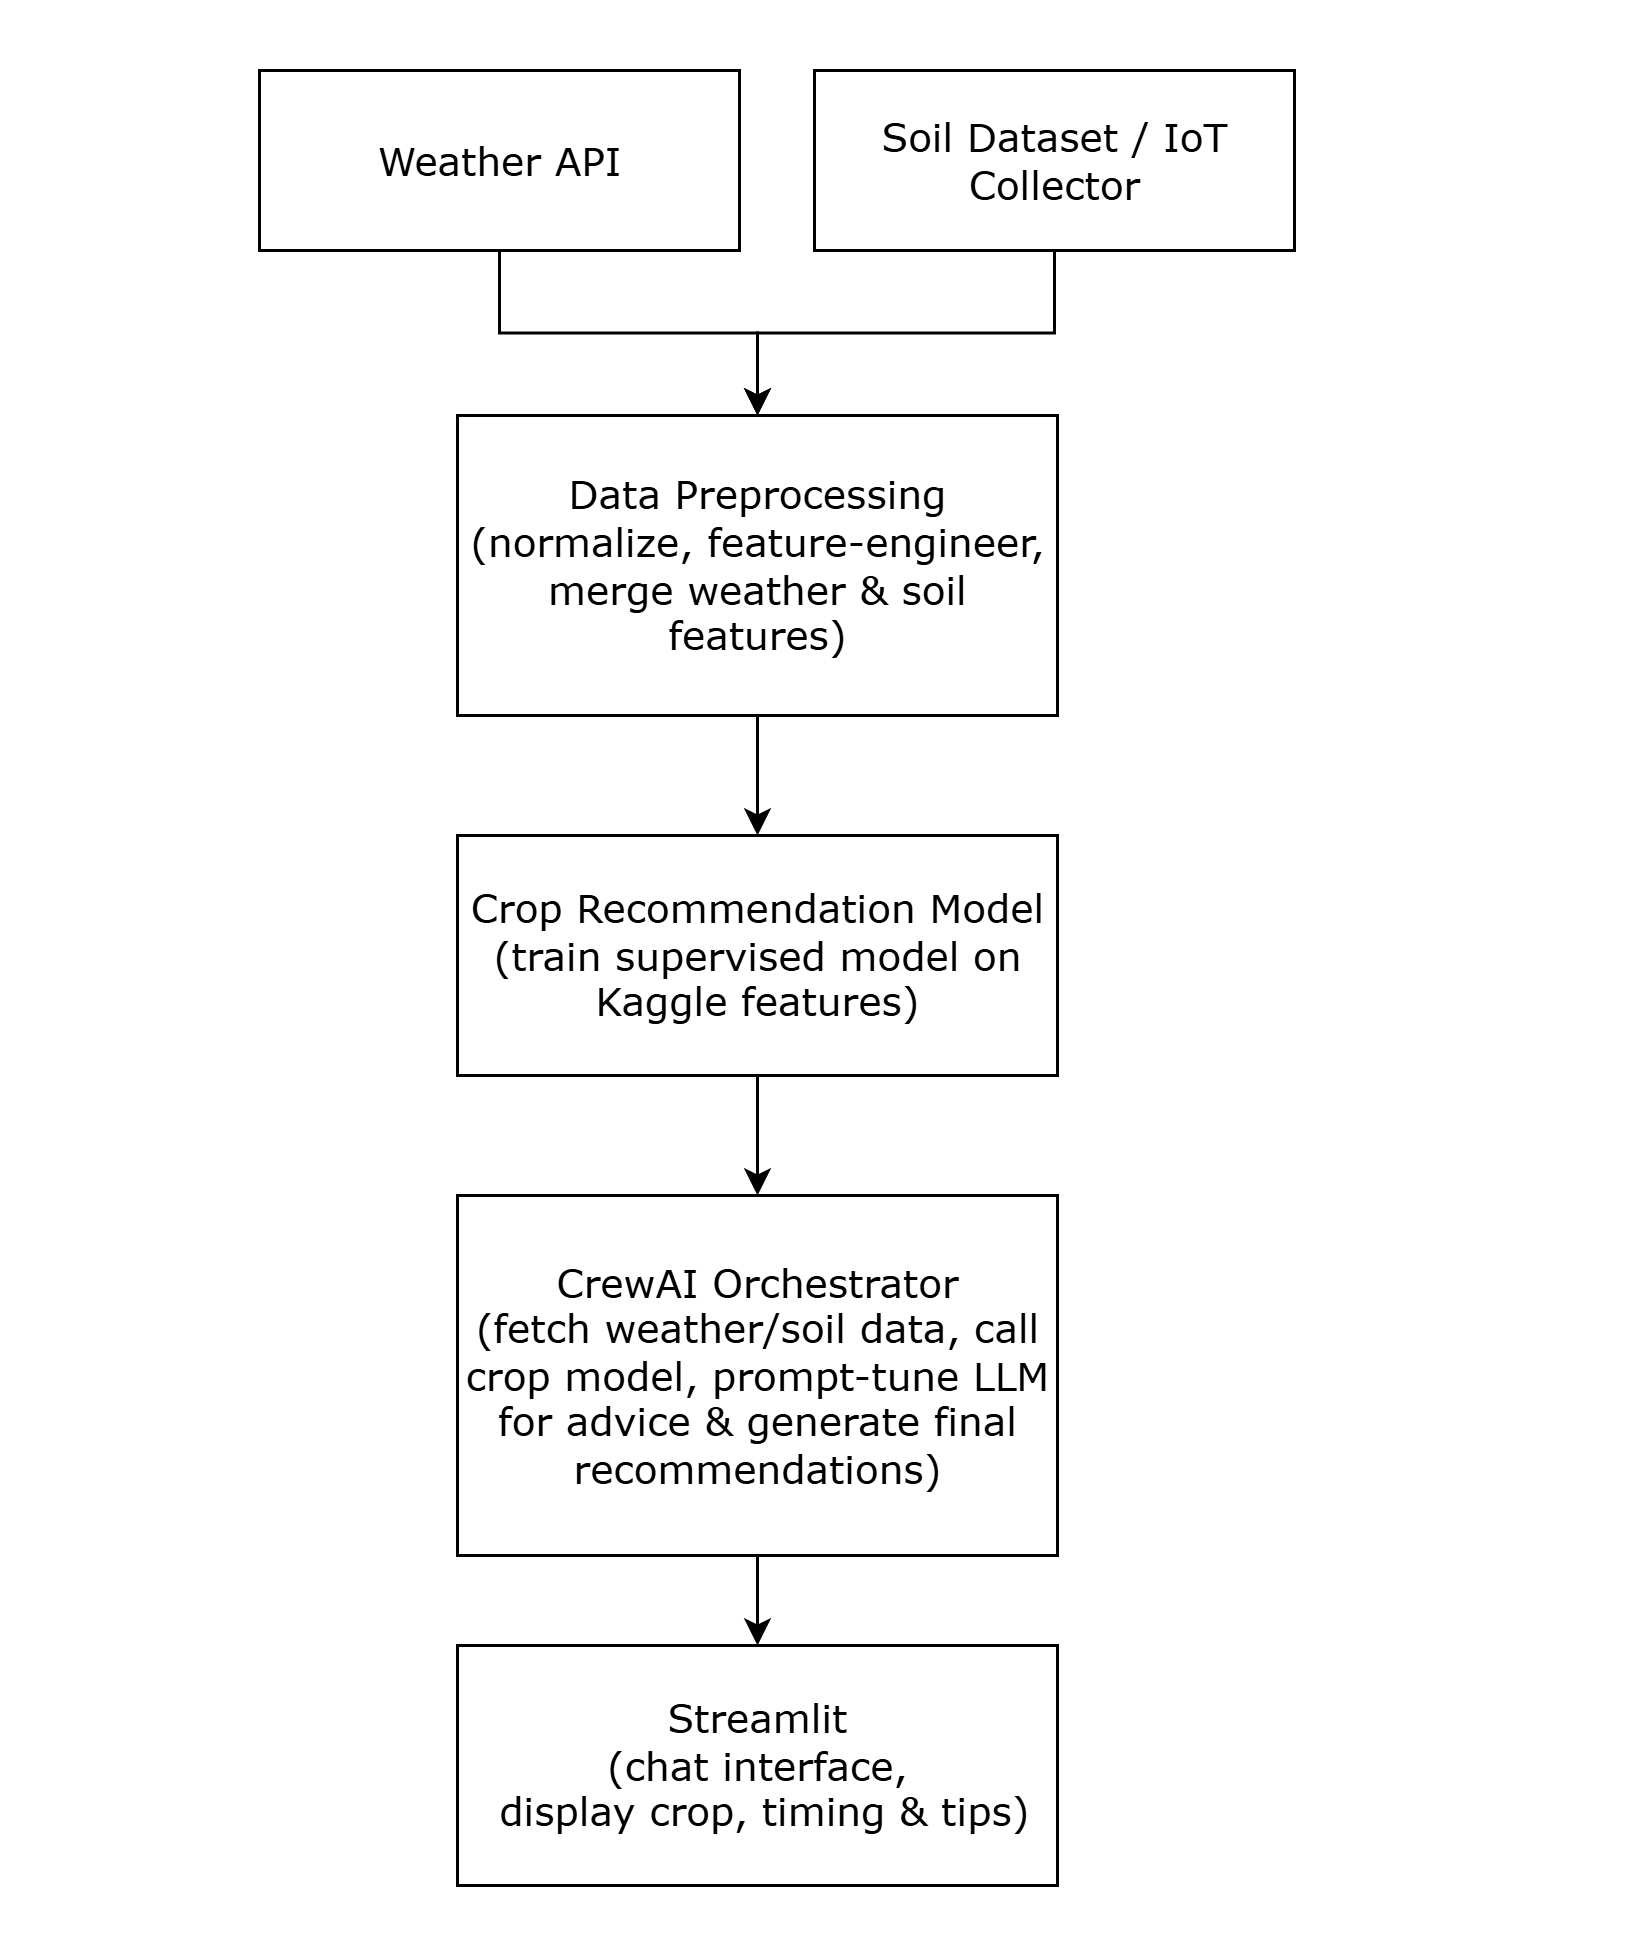 Weather API
Soil Dataset / IoT
Collector
Data Preprocessing
(normalize, feature-engineer,
merge weather & soil
features)
Crop Recommendation Model
(train supervised model on
Kaggle features)
CrewAI Orchestrator
(fetch weather/soil data, call
crop model, prompt-tune LLM
for advice & generate final
recommendations)
Streamlit
(chat interface,
display crop, timing & tips)